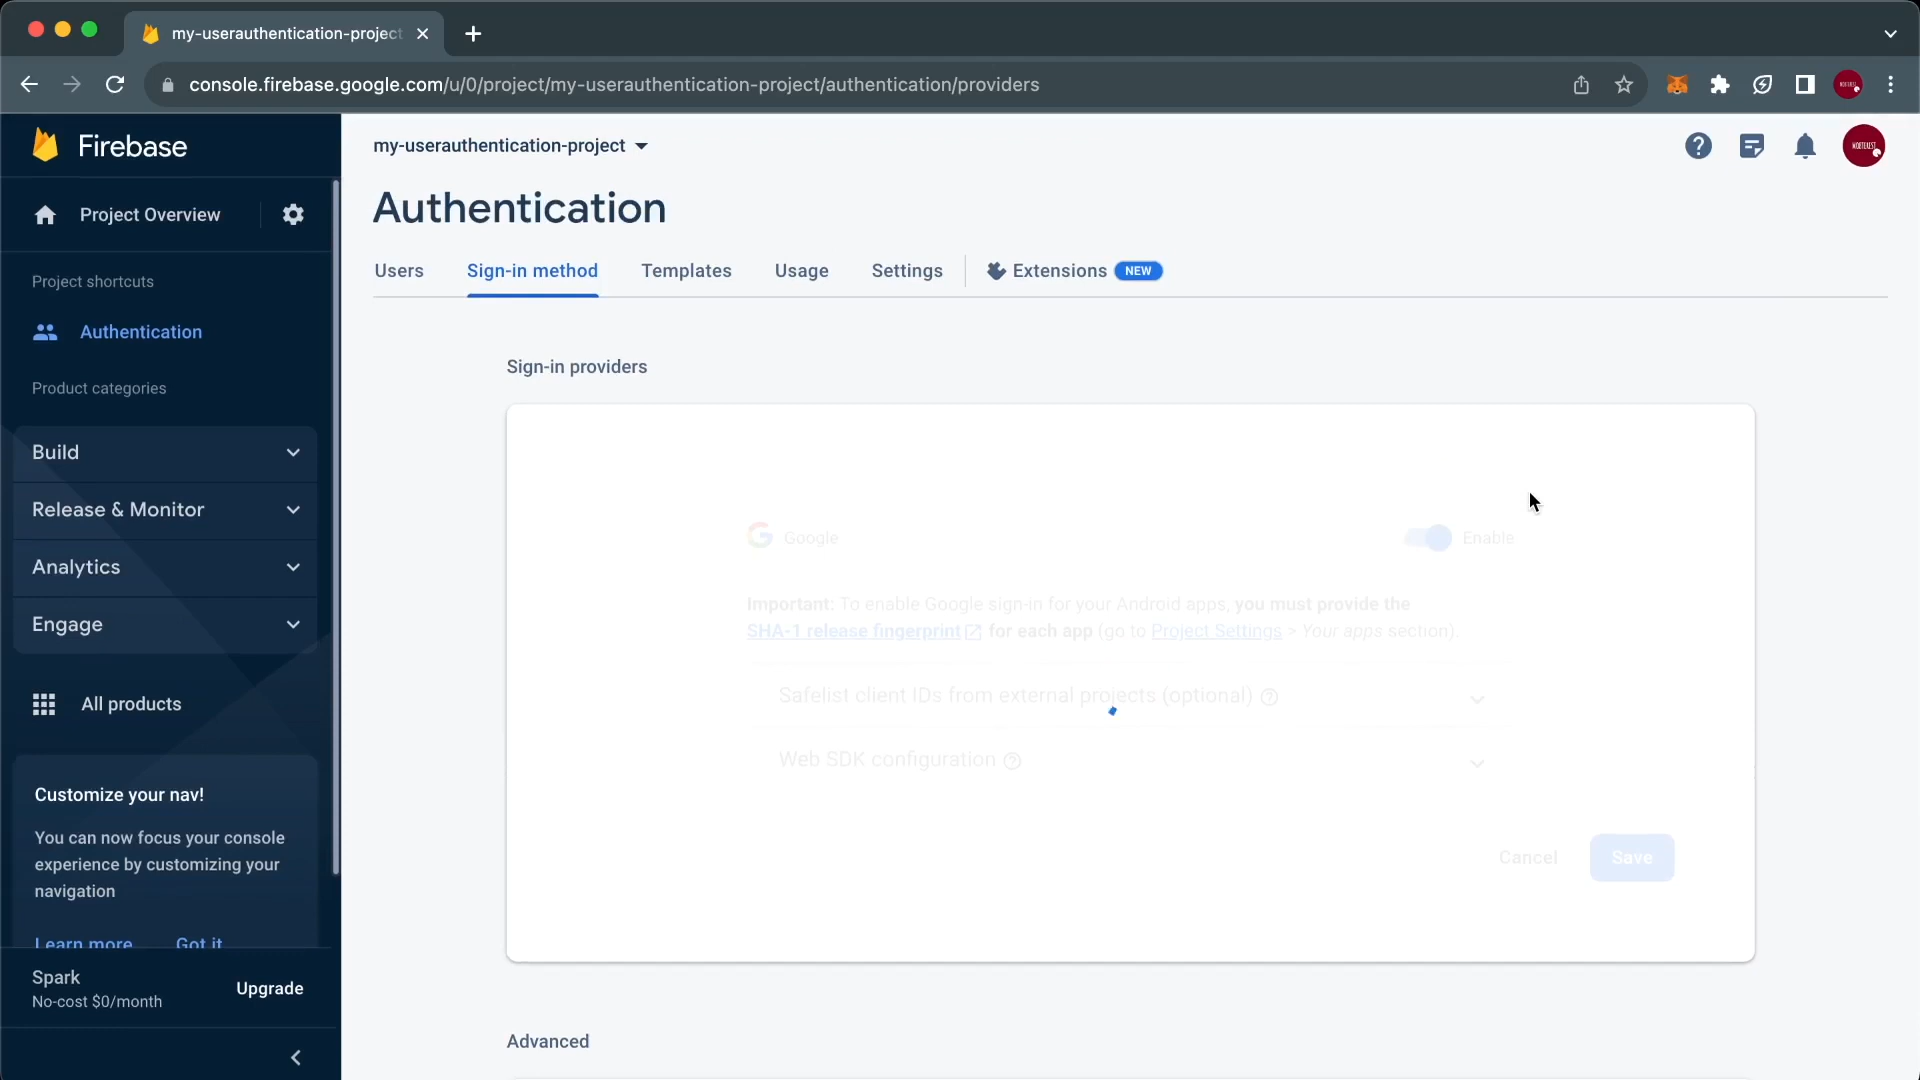 my-userauthentication-project
console.firebase.google.com/u/0/project/my-userauthentication-project/authentication/providers
Firebase
my-userauthentication-project
Project Overview
Authentication
Users
Sign-in method
Templates
Usage
Settings
Extensions
NEW
Project shortcuts
Authentication
Product categories
Build
Release & Monitor
Analytics
Engage
All products
Customize your nav!
You can now focus your console
experience by customizing your
navigation
Learn more
Got it
Spark
No-cost $0/month
Upgrade
Sign-in providers
Google
Enable
Important: To enable Google sign-in for your Android apps, you must provide the
SHA-1 release fingerprint for each app (go to Project Settings > Your apps section).
Safelist client IDs from external projects (optional)
Web SDK configuration
Cancel
Save
Advanced